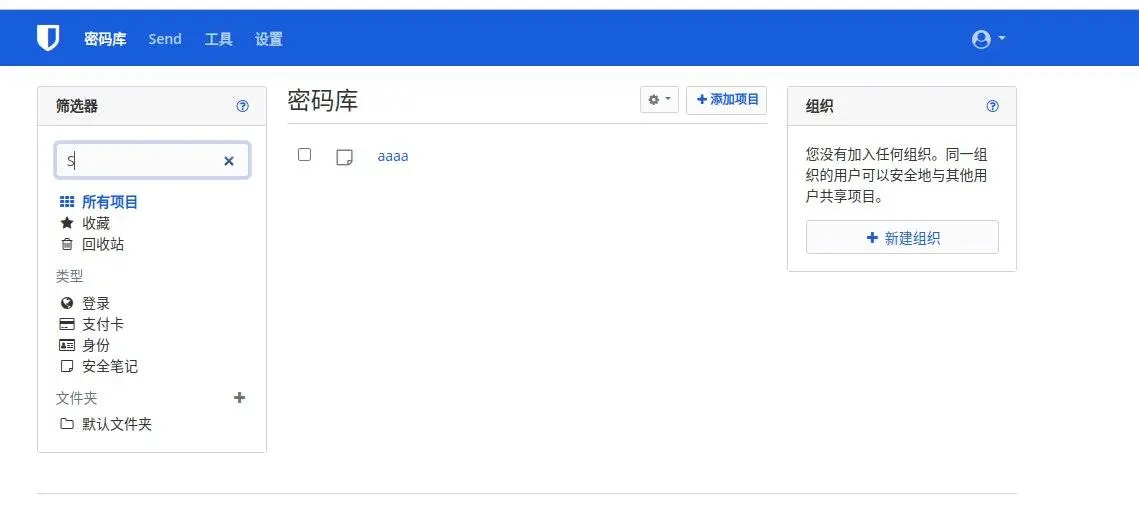 密码库 Send 工具 设置
筛选器
S
所有项目
收藏
回收站
类型
登录
支付卡
身份
安全笔记
文件夹
默认文件夹
密码库
添加项目
aaaa
组织
您没有加入任何组织。同一组
织的用户可以安全地与其他用
户共享项目。
新建组织